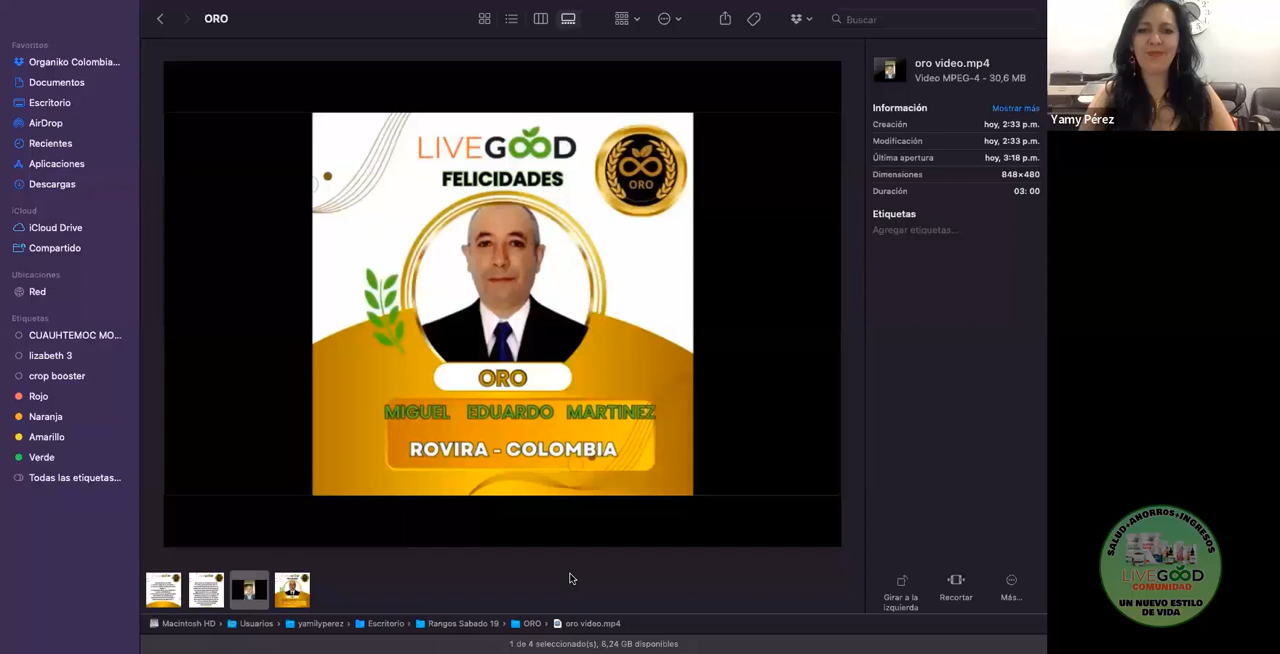 ORO
Buscar
Favoritos
Organiko Colombia...
Documentos
Escritorio
AirDrop
Recientes
Aplicaciones
Descargas
iCloud
iCloud Drive
Compartido
Ubicaciones
Red
Etiquetas
CUAUHTEMOC MO...
lizabeth 3
crop booster
Rojo
Naranja
Amarillo
Verde
Todas las etiquetas...
LIVEGOOD
FELICIDADES
ORO
ORO
MIGUEL EDUARDO MARTINEZ
ROVIRA - COLOMBIA
oro video.mp4
Video MPEG-4 - 30,6 MB
Información
Mostrar más
Creación hoy, 2:33 p.m.
Modificación hoy, 2:33 p.m.
Última apertura hoy, 3:18 p.m.
Dimensiones 848×480
Duración 03: 00
Etiquetas
Agregar etiquetas...
Girar a la
izquierda
Recortar
Más...
Macintosh HD › Usuarios › yamilyperez › Escritorio › Rangos Sabado 19 › ORO › oro video.mp4
1 de 4 seleccionado(s), 6,24 GB disponibles
Yamy Pérez
SALUD+AHORROS+INGRESOS
LIVEGOOD
COMUNIDAD
UN NUEVO ESTILO
DE VIDA